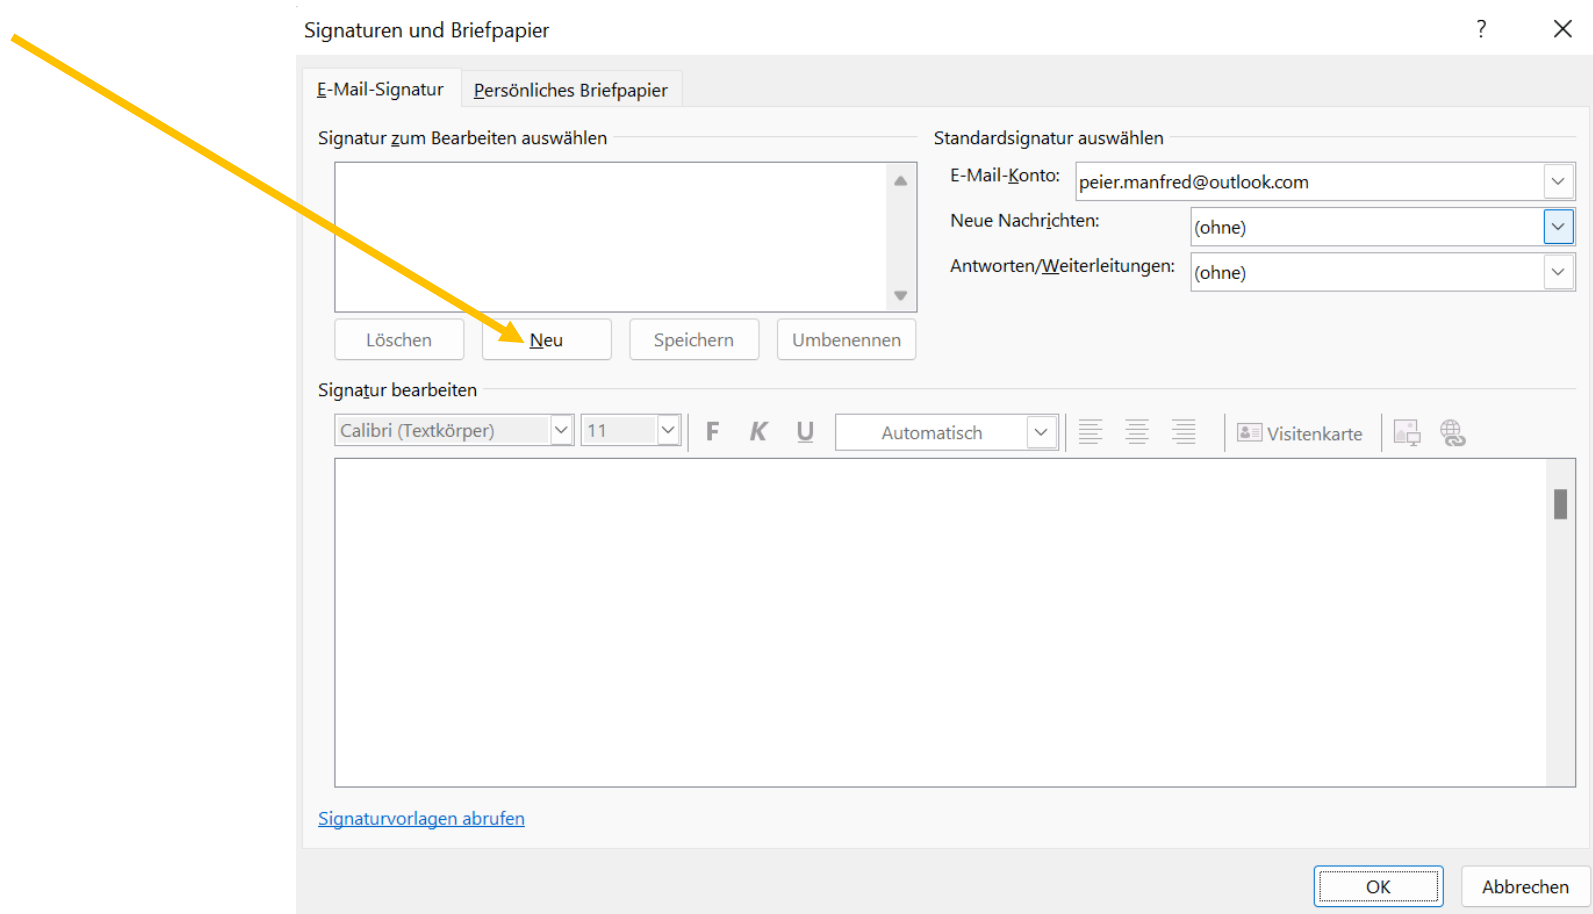 Signaturen und Briefpapier ?
E-Mail-Signatur Persönliches Briefpapier
Signatur zum Bearbeiten auswählen
Standardsignatur auswählen
E-Mail-Konto: peier.manfred@outlook.com
Neue Nachrichten: (ohne)
Antworten/Weiterleitungen: (ohne)
Löschen Neu Speichern Umbenennen
Signatur bearbeiten
Calibri (Textkörper) 11 F K U Automatisch Visitenkarte
Signaturvorlagen abrufen
OK Abbrechen